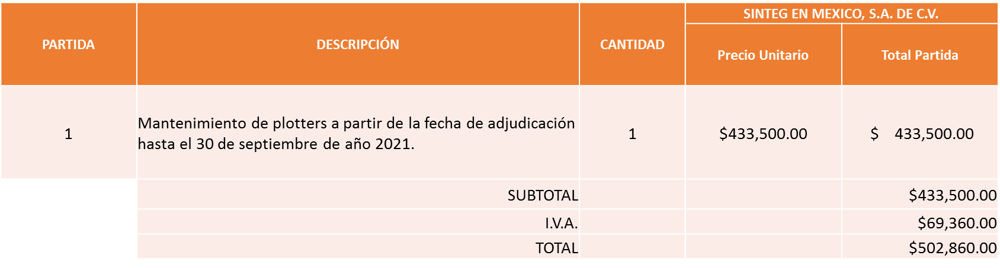 PARTIDA
DESCRIPCIÓN
CANTIDAD
SINTEG EN MEXICO, S.A. DE C.V.
Precio Unitario
Total Partida
1
Mantenimiento de plotters a partir de la fecha de adjudicación
hasta el 30 de septiembre de año 2021.
1
$433,500.00
$ 433,500.00
SUBTOTAL
$433,500.00
I.V.A.
$69,360.00
TOTAL
$502,860.00